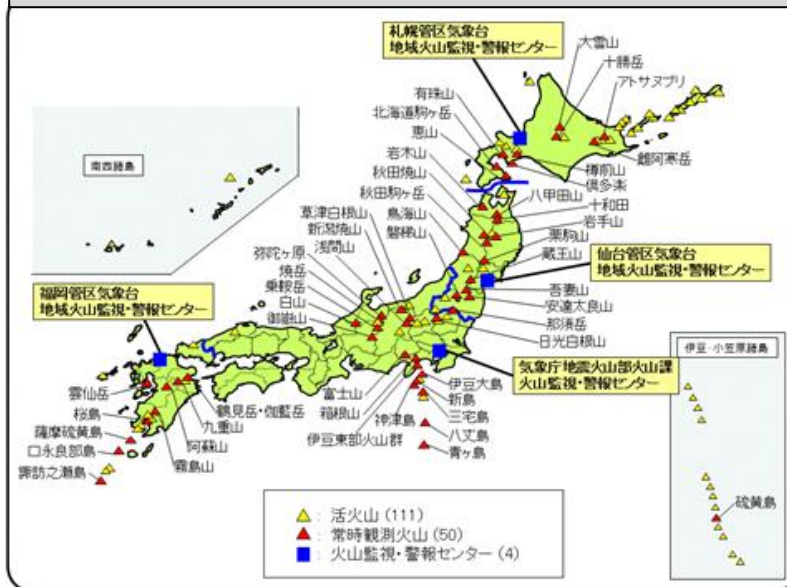 札幌管区気象台
地域火山監視・警報センター
大雪山
十勝岳
アトサヌプリ
有珠山
北海道駒ヶ岳
恵山
岩木山
秋田焼山
秋田駒ヶ岳
雌阿寒岳
樽前山
倶多楽
八甲田山
十和田
岩手山
栗駒山
蔵王山
南西諸島
草津白根山
新潟焼山
浅間山
鳥海山
磐梯山
弥陀ヶ原
焼岳
乗鞍岳
白山
御嶽山
仙台管区気象台
地域火山監視・警報センター
吾妻山
安達太良山
那須岳
日光白根山
福岡管区気象台
地域火山監視・警報センター
気象庁地震火山部火山課
火山監視・警報センター
伊豆・小笠原諸島
雲仙岳
桜島
薩摩硫黄島
口永良部島
諏訪之瀬島
鶴見岳・伽藍岳
九重山
阿蘇山
霧島山
富士山
箱根山
伊豆東部火山群
神津島
伊豆大島
新島
三宅島
八丈島
青ヶ島
硫黄島
： 活火山 (111)
： 常時観測火山 (50)
： 火山監視・警報センター (4)